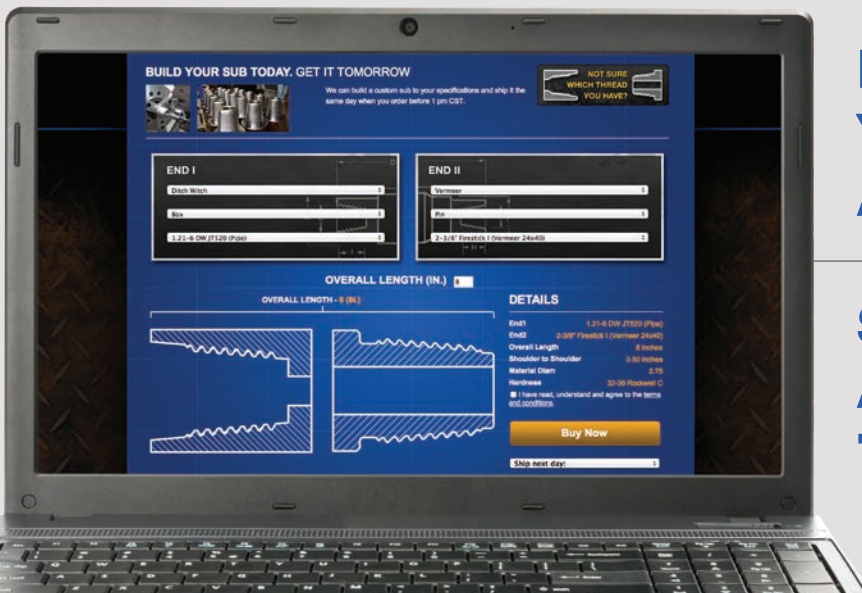 BUILD YOUR SUB TODAY. GET IT TOMORROW
We can build a custom sub to your specifications and ship it the
same day when you order before 1 pm CST.
NOT SURE
WHICH THREAD
YOU HAVE?
END I
Ditch Witch
Box
1.21-6 DW JT520 (Pipe)
END II
Vermeer
Pin
2-3/8" Firestick I (Vermeer 24x40)
OVERALL LENGTH (IN.) 8
OVERALL LENGTH - 8 (IN.)
DETAILS
End1 1.21-6 DW JT520 (Pipe)
End2 2-3/8" Firestick I (Vermeer 24x40)
Overall Length 8 Inches
Shoulder to Shoulder 3.50 Inches
Material Diam 2.75
Hardness 32-36 Rockwell C
I have read, understand and agree to the terms
and conditions.
Buy Now
Ship next day: